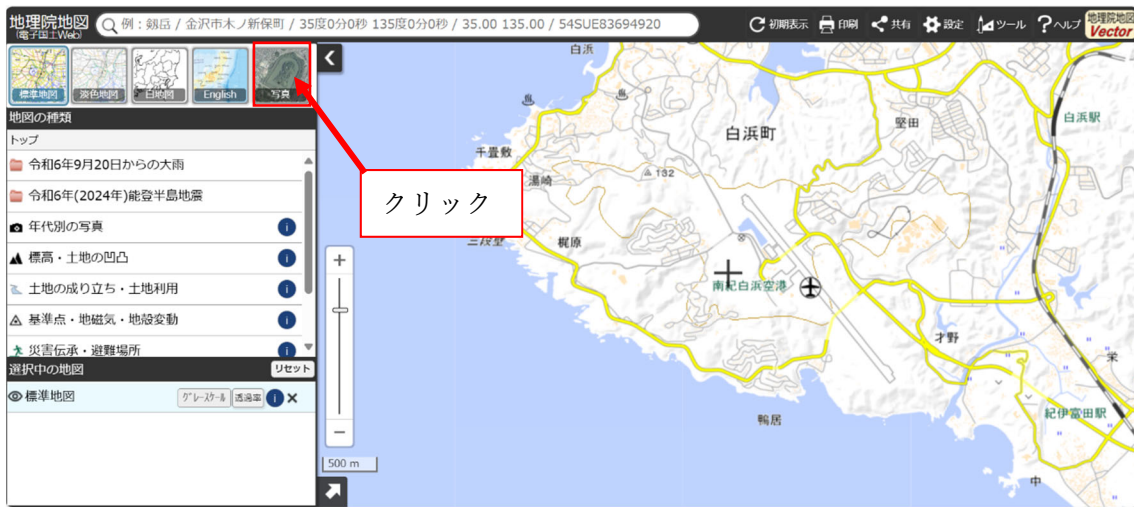 地理院地図
(電子国土Web)
例：剱岳 / 金沢市木ノ新保町 / 35度0分0秒 135度0分0秒 / 35.00 135.00 / 54SUE83694920
初期表示
印刷
共有
設定
ツール
ヘルプ
地理院地図
Vector
標準地図
淡色地図
白地図
English
写真
地図の種類
トップ
令和6年9月20日からの大雨
令和6年(2024年)能登半島地震
年代別の写真
標高・土地の凹凸
土地の成り立ち・土地利用
基準点・地磁気・地殻変動
災害伝承・避難場所
選択中の地図
リセット
標準地図
グレースケール
透過率
クリック
500 m
白浜
白浜町
堅田
白浜駅
千畳敷
湯崎
132
三段壁
梶原
南紀白浜空港
才野
栄
紀伊富田駅
鴨居
中